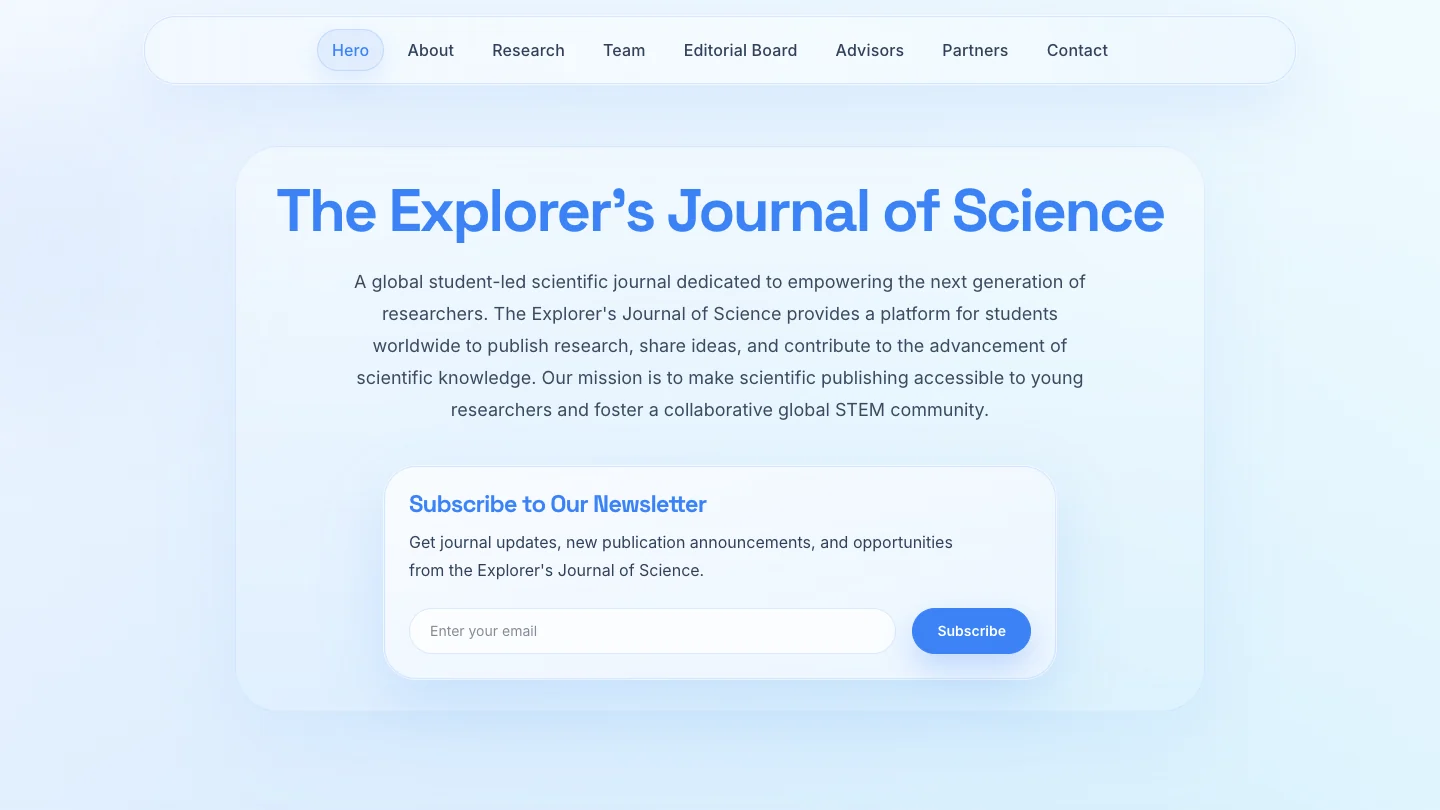 Hero About Research Team Editorial Board Advisors Partners Contact
The Explorer’s Journal of Science
A global student-led scientific journal dedicated to empowering the next generation of
researchers. The Explorer's Journal of Science provides a platform for students
worldwide to publish research, share ideas, and contribute to the advancement of
scientific knowledge. Our mission is to make scientific publishing accessible to young
researchers and foster a collaborative global STEM community.
Subscribe to Our Newsletter
Get journal updates, new publication announcements, and opportunities
from the Explorer's Journal of Science.
Enter your email Subscribe